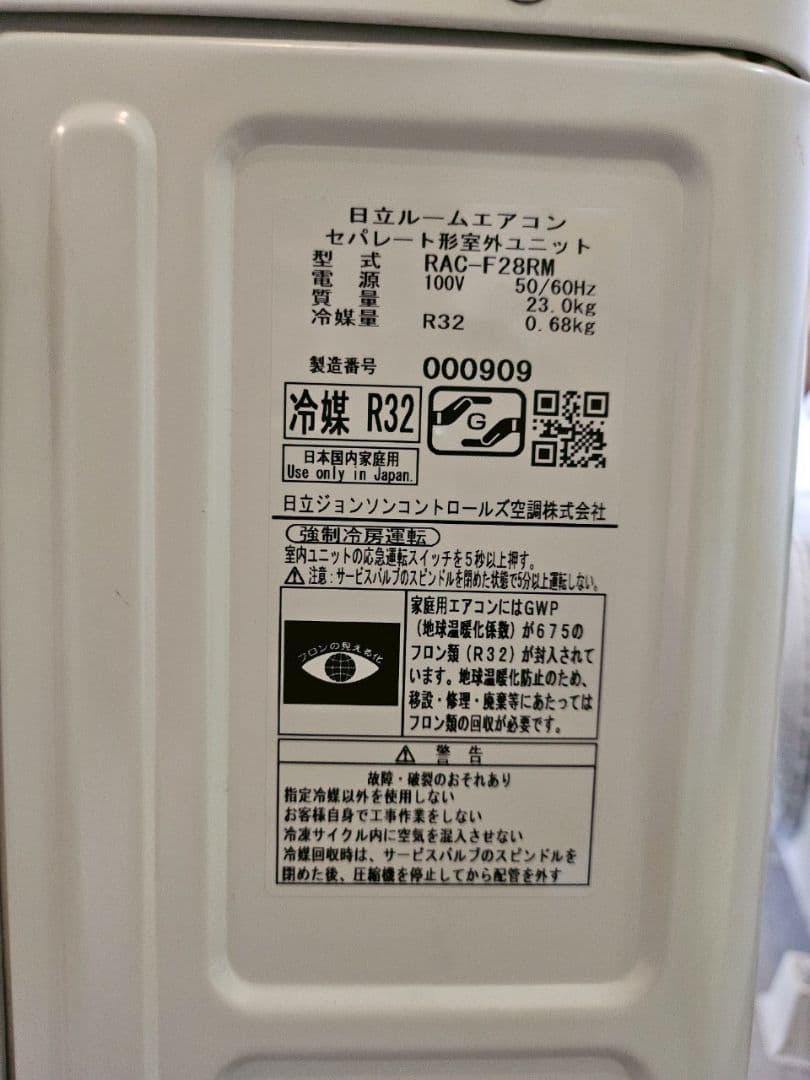 日立ルームエアコン
セパレート形室外ユニット
型 式 RAC-F28RM
電 源 100V 50/60Hz
質 量 23.0kg
冷媒量 R32 0.68kg
製造番号 000909
冷媒 R32
G
日本国内家庭用
Use only in Japan.
日立ジョンソンコントロールズ空調株式会社
強制冷房運転
室内ユニットの応急運転スイッチを5秒以上押す。
⚠注意:サービスバルブのスピンドルを閉めた状態で5分以上運転しない。
フロンの見える化
家庭用エアコンにはGWP
(地球温暖化係数)が675の
フロン類(R32)が封入されて
います。地球温暖化防止のため、
移設・修理・廃棄等にあたっては
フロン類の回収が必要です。
⚠ 警 告
故障・破裂のおそれあり
指定冷媒以外を使用しない
お客様自身で工事作業をしない
冷凍サイクル内に空気を混入させない
冷媒回収時は、サービスバルブのスピンドルを
閉めた後、圧縮機を停止してから配管を外す